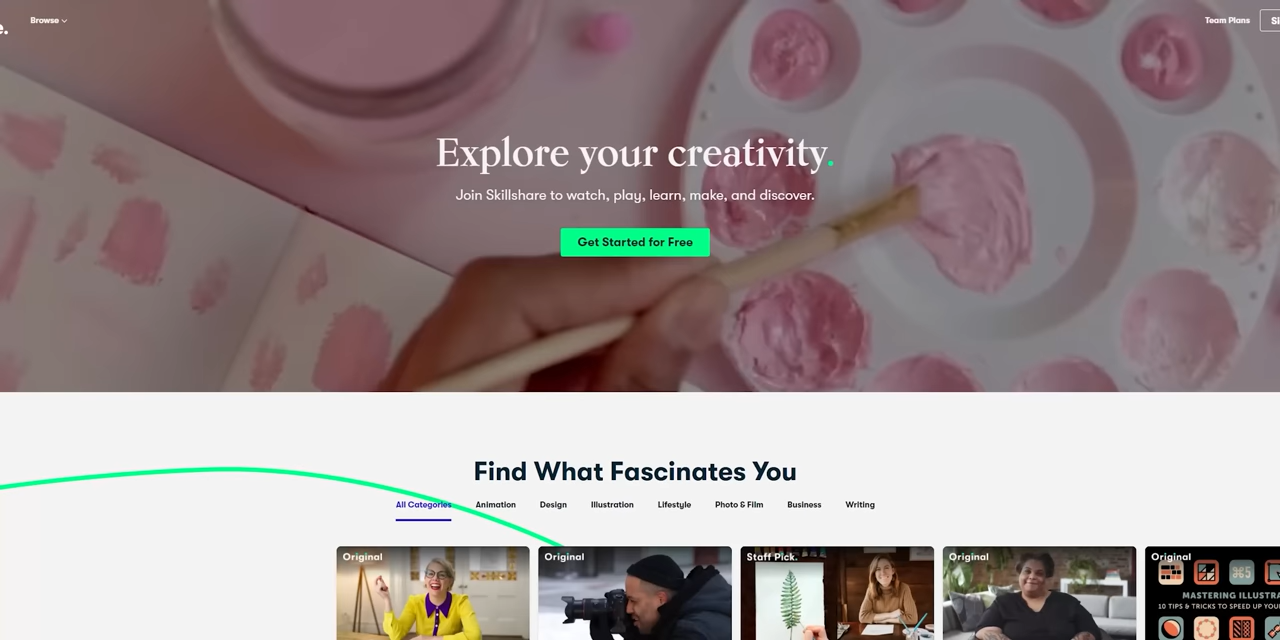 e.
Browse
Team Plans
Explore your creativity.
Join Skillshare to watch, play, learn, make, and discover.
Get Started for Free
Find What Fascinates You
All Categories Animation Design Illustration Lifestyle Photo & Film Business Writing
Original
Original
Staff Pick.
Original
Original
MASTERING ILLUSTRA
10 TIPS & TRICKS TO SPEED UP YOU